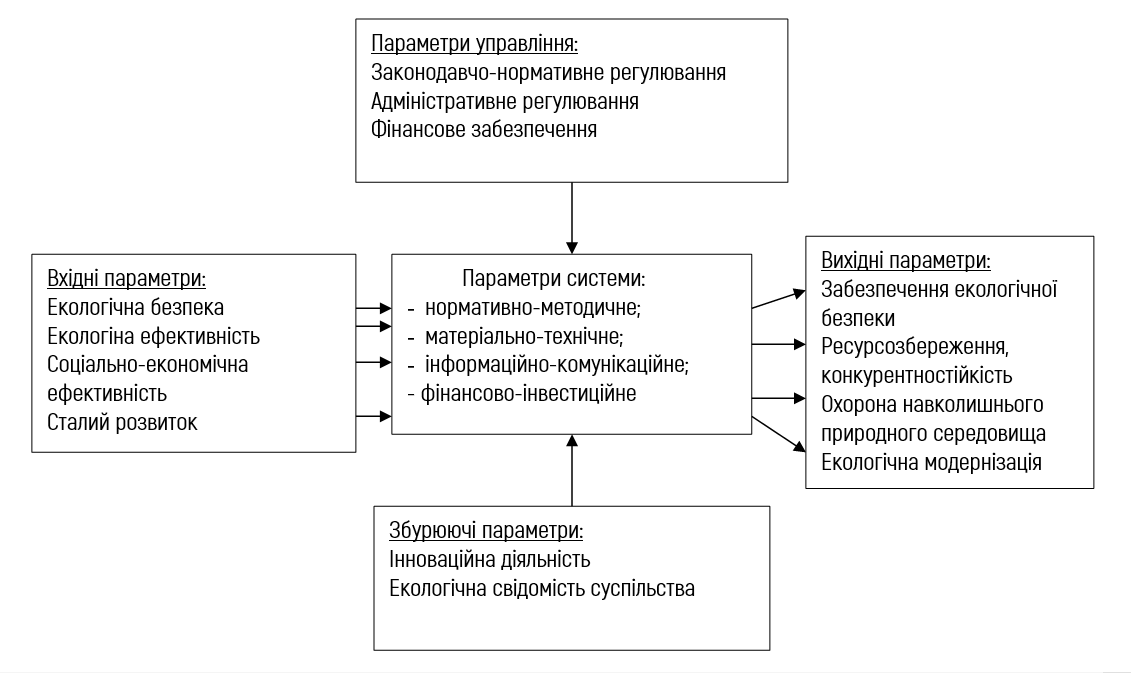 Параметри управління:
Законодавчо-нормативне регулювання
Адміністративне регулювання
Фінансове забезпечення
Вхідні параметри:
Екологічна безпека
Екологіна ефективність
Соціально-економічна
ефективність
Сталий розвиток
Параметри системи:
- нормативно-методичне;
- матеріально-технічне;
- інформаційно-комунікаційне;
- фінансово-інвестиційне
Вихідні параметри:
Забезпечення екологічної
безпеки
Ресурсозбереження,
конкурентностійкість
Охорона навколишнього
природного середовища
Екологічна модернізація
Збурюючі параметри:
Інноваційна діяльність
Екологічна свідомість суспільства